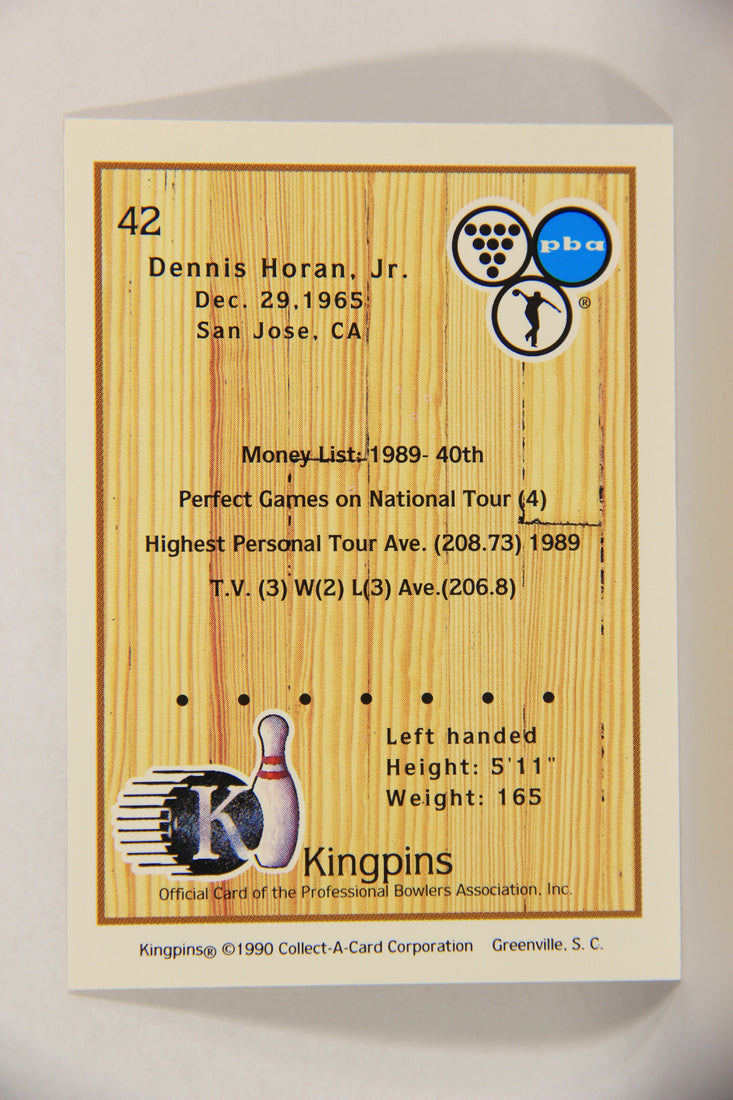 42
pba
®
Dennis Horan, Jr.
Dec. 29,1965
San Jose, CA
Money List: 1989- 40th
Perfect Games on National Tour (4)
Highest Personal Tour Ave. (208.73) 1989
T.V. (3) W(2) L(3) Ave.(206.8)
Left handed
Height: 5'11"
Weight: 165
K
Kingpins
Official Card of the Professional Bowlers Association, Inc.
Kingpins® ©1990 Collect-A-Card Corporation Greenville, S. C.